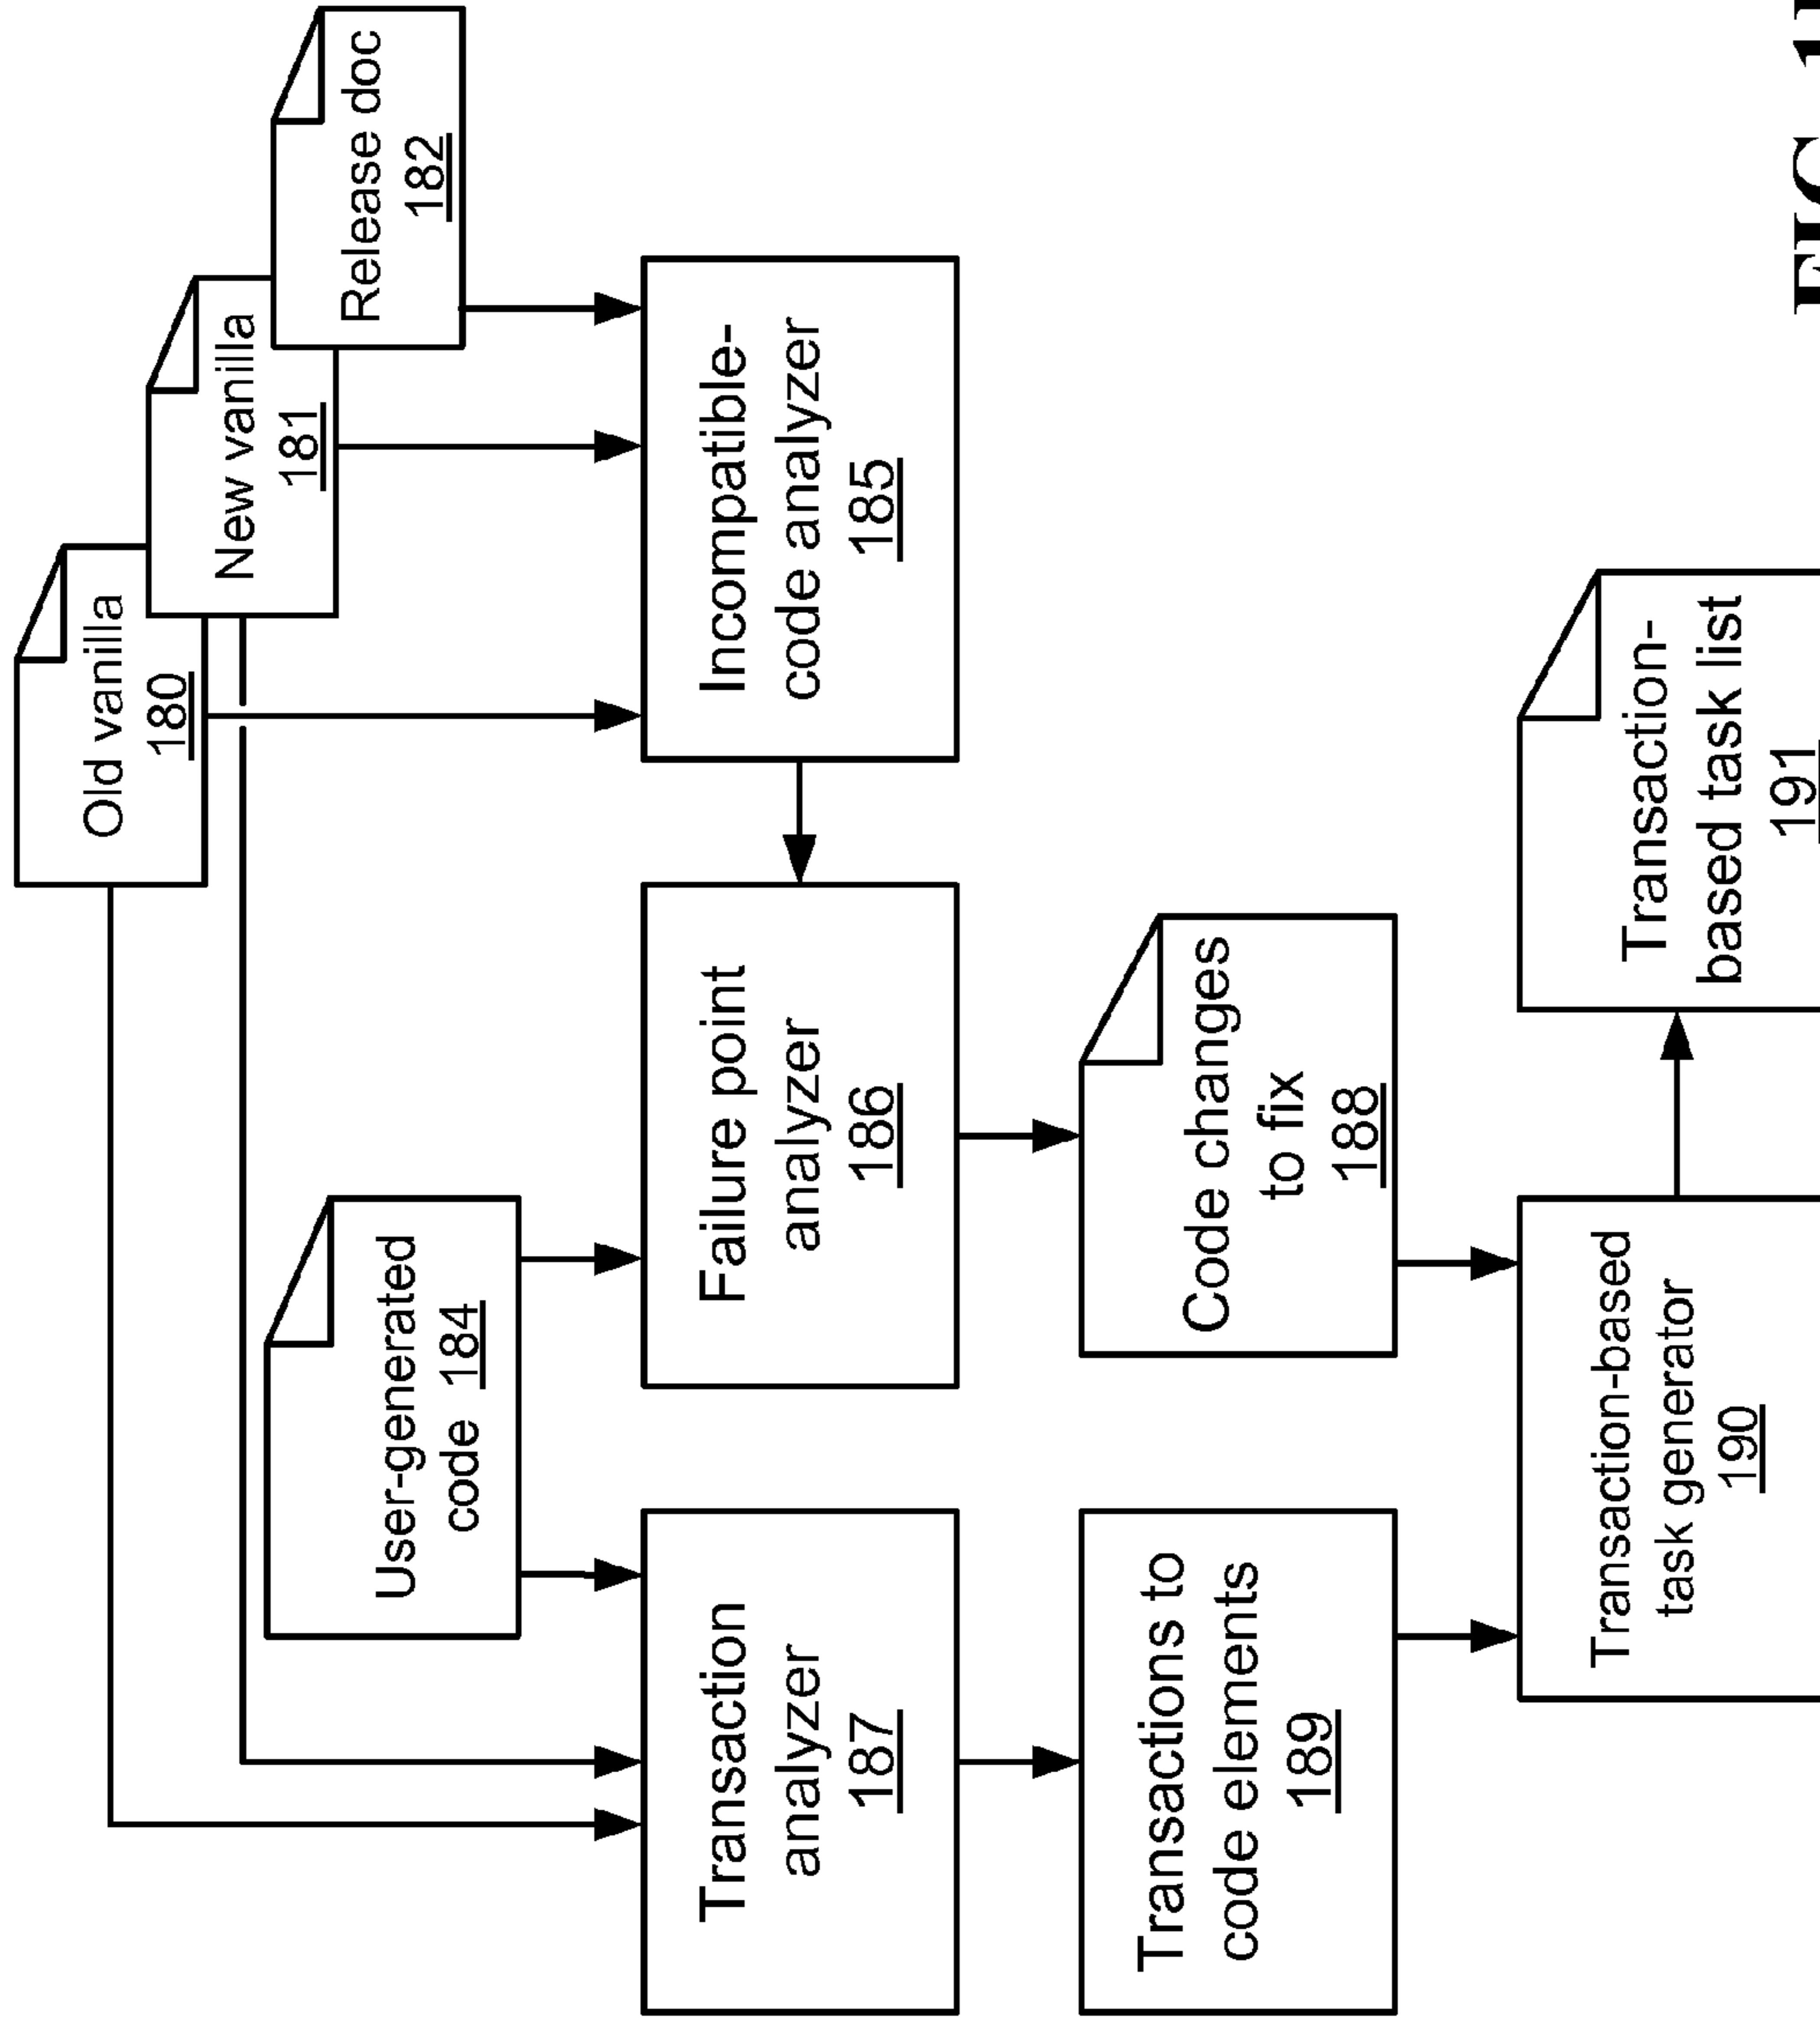 Old vanilla
180
New vanilla
181
Release doc
182
User-generated
code 184
Transaction
analyzer
187
Failure point
analyzer
186
Incompatible-
code analyzer
185
Transactions to
code elements
189
Code changes
to fix
188
Transaction-based
task generator
190
Transaction-
based task list
191